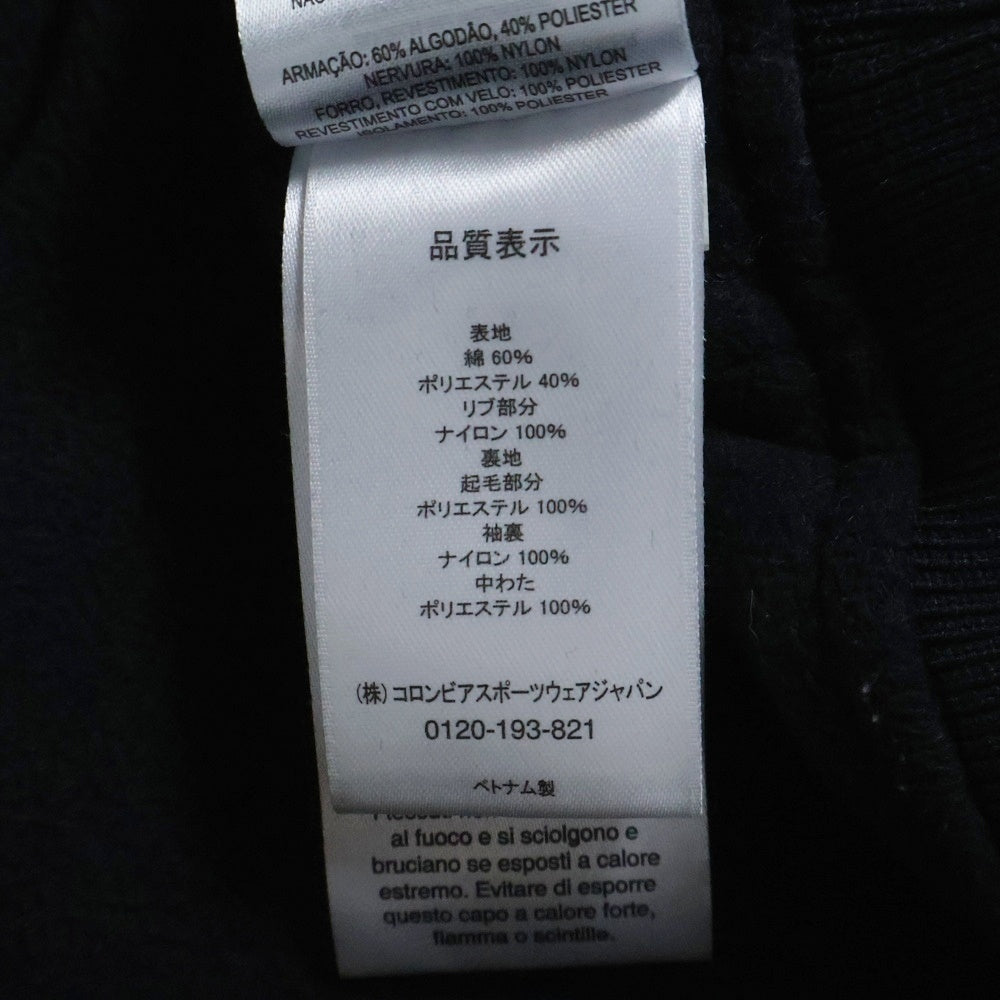 ARMAÇÃO: 60% ALGODÃO, 40% POLIESTER
NERVURA: 100% NYLON
FORRO, REVESTIMENTO: 100% NYLON
REVESTIMENTO COM VELO: 100% POLIESTER
ISOLAMENTO: 100% POLIESTER
品質表示
表地
綿 60%
ポリエステル 40%
リブ部分
ナイロン 100%
裏地
起毛部分
ポリエステル 100%
袖裏
ナイロン 100%
中わた
ポリエステル 100%
(株)コロンビアスポーツウェアジャパン
0120-193-821
ベトナム製
al fuoco e si sciolgono e
bruciano se esposti a calore
estremo. Evitare di esporre
questo capo a calore forte,
fiamma o scintille.